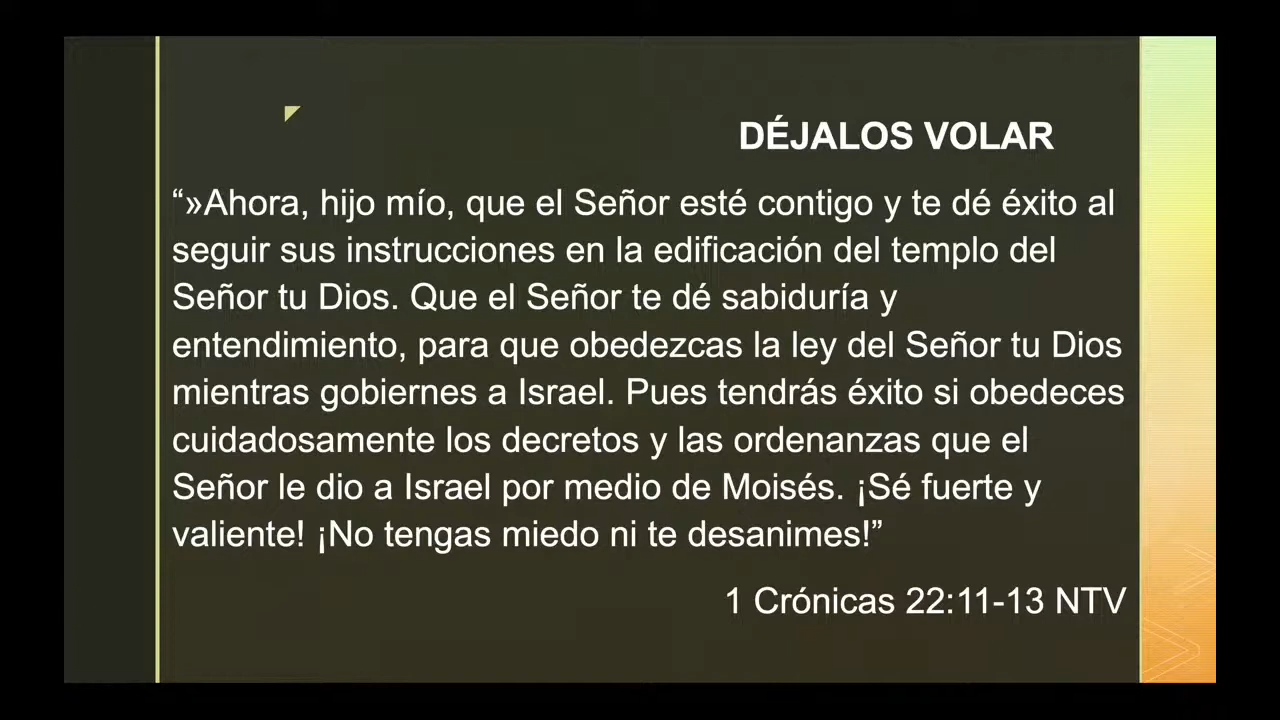 DÉJALOS VOLAR
“»Ahora, hijo mío, que el Señor esté contigo y te dé éxito al
seguir sus instrucciones en la edificación del templo del
Señor tu Dios. Que el Señor te dé sabiduría y
entendimiento, para que obedezcas la ley del Señor tu Dios
mientras gobiernes a Israel. Pues tendrás éxito si obedeces
cuidadosamente los decretos y las ordenanzas que el
Señor le dio a Israel por medio de Moisés. ¡Sé fuerte y
valiente! ¡No tengas miedo ni te desanimes!”
1 Crónicas 22:11-13 NTV